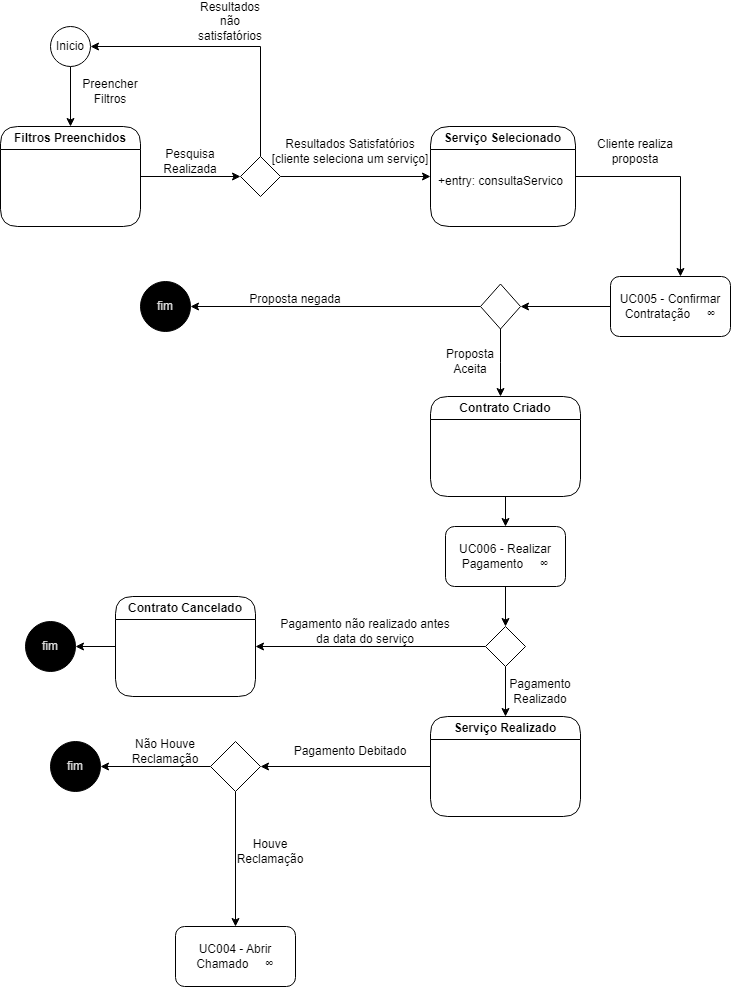 Resultados
não
satisfatórios
Inicio
Preencher
Filtros
Filtros Preenchidos
Pesquisa
Realizada
Resultados Satisfatórios
[cliente seleciona um serviço]
Serviço Selecionado
+entry: consultaServico
Cliente realiza
proposta
UC005 - Confirmar
Contratação ∞
Proposta negada
fim
Proposta
Aceita
Contrato Criado
UC006 - Realizar
Pagamento ∞
Pagamento não realizado antes
da data do serviço
Contrato Cancelado
fim
Pagamento
Realizado
Serviço Realizado
Pagamento Debitado
Não Houve
Reclamação
fim
Houve
Reclamação
UC004 - Abrir
Chamado ∞